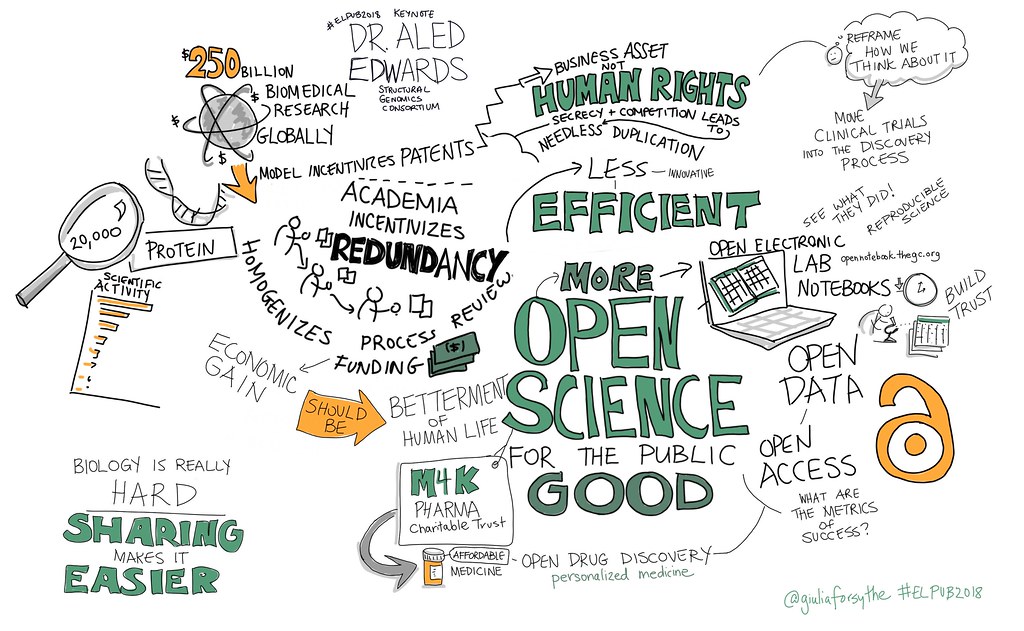 #ELPUB2018 KEYNOTE
DR. ALED
EDWARDS
STRUCTURAL
GENOMICS
CONSORTIUM
$250 BILLION
BIOMEDICAL
RESEARCH
GLOBALLY
$
$
$
MODEL INCENTIVIZES PATENTS
BUSINESS ASSET
NOT
HUMAN RIGHTS
SECRECY + COMPETITION LEADS
TO
NEEDLESS DUPLICATION
REFRAME
HOW WE
THINK ABOUT IT
MOVE
CLINICAL TRIALS
INTO THE DISCOVERY
PROCESS
20,000
PROTEIN
SCIENTIFIC
ACTIVITY
ACADEMIA
INCENTIVIZES
REDUNDANCY
HOMOGENIZES
REVIEW
PROCESS
FUNDING
($)
LESS — INNOVATIVE
EFFICIENT
SEE WHAT
THEY DID!
REPRODUCIBLE
SCIENCE
MORE
OPEN
SCIENCE
FOR THE PUBLIC
GOOD
OPEN ELECTRONIC
LAB opennotebook.thegc.org
NOTEBOOKS
BUILD
TRUST
OPEN
DATA
OPEN
ACCESS
WHAT ARE
THE METRICS
OF
SUCCESS?
ECONOMIC
GAIN
SHOULD
BE
BETTERMENT
OF
HUMAN LIFE
M4K
PHARMA
Charitable Trust
AFFORDABLE
MEDICINE
OPEN DRUG DISCOVERY
personalized medicine
BIOLOGY IS REALLY
HARD
SHARING
MAKES IT
EASIER
@giuliaforsythe #ELPUB2018